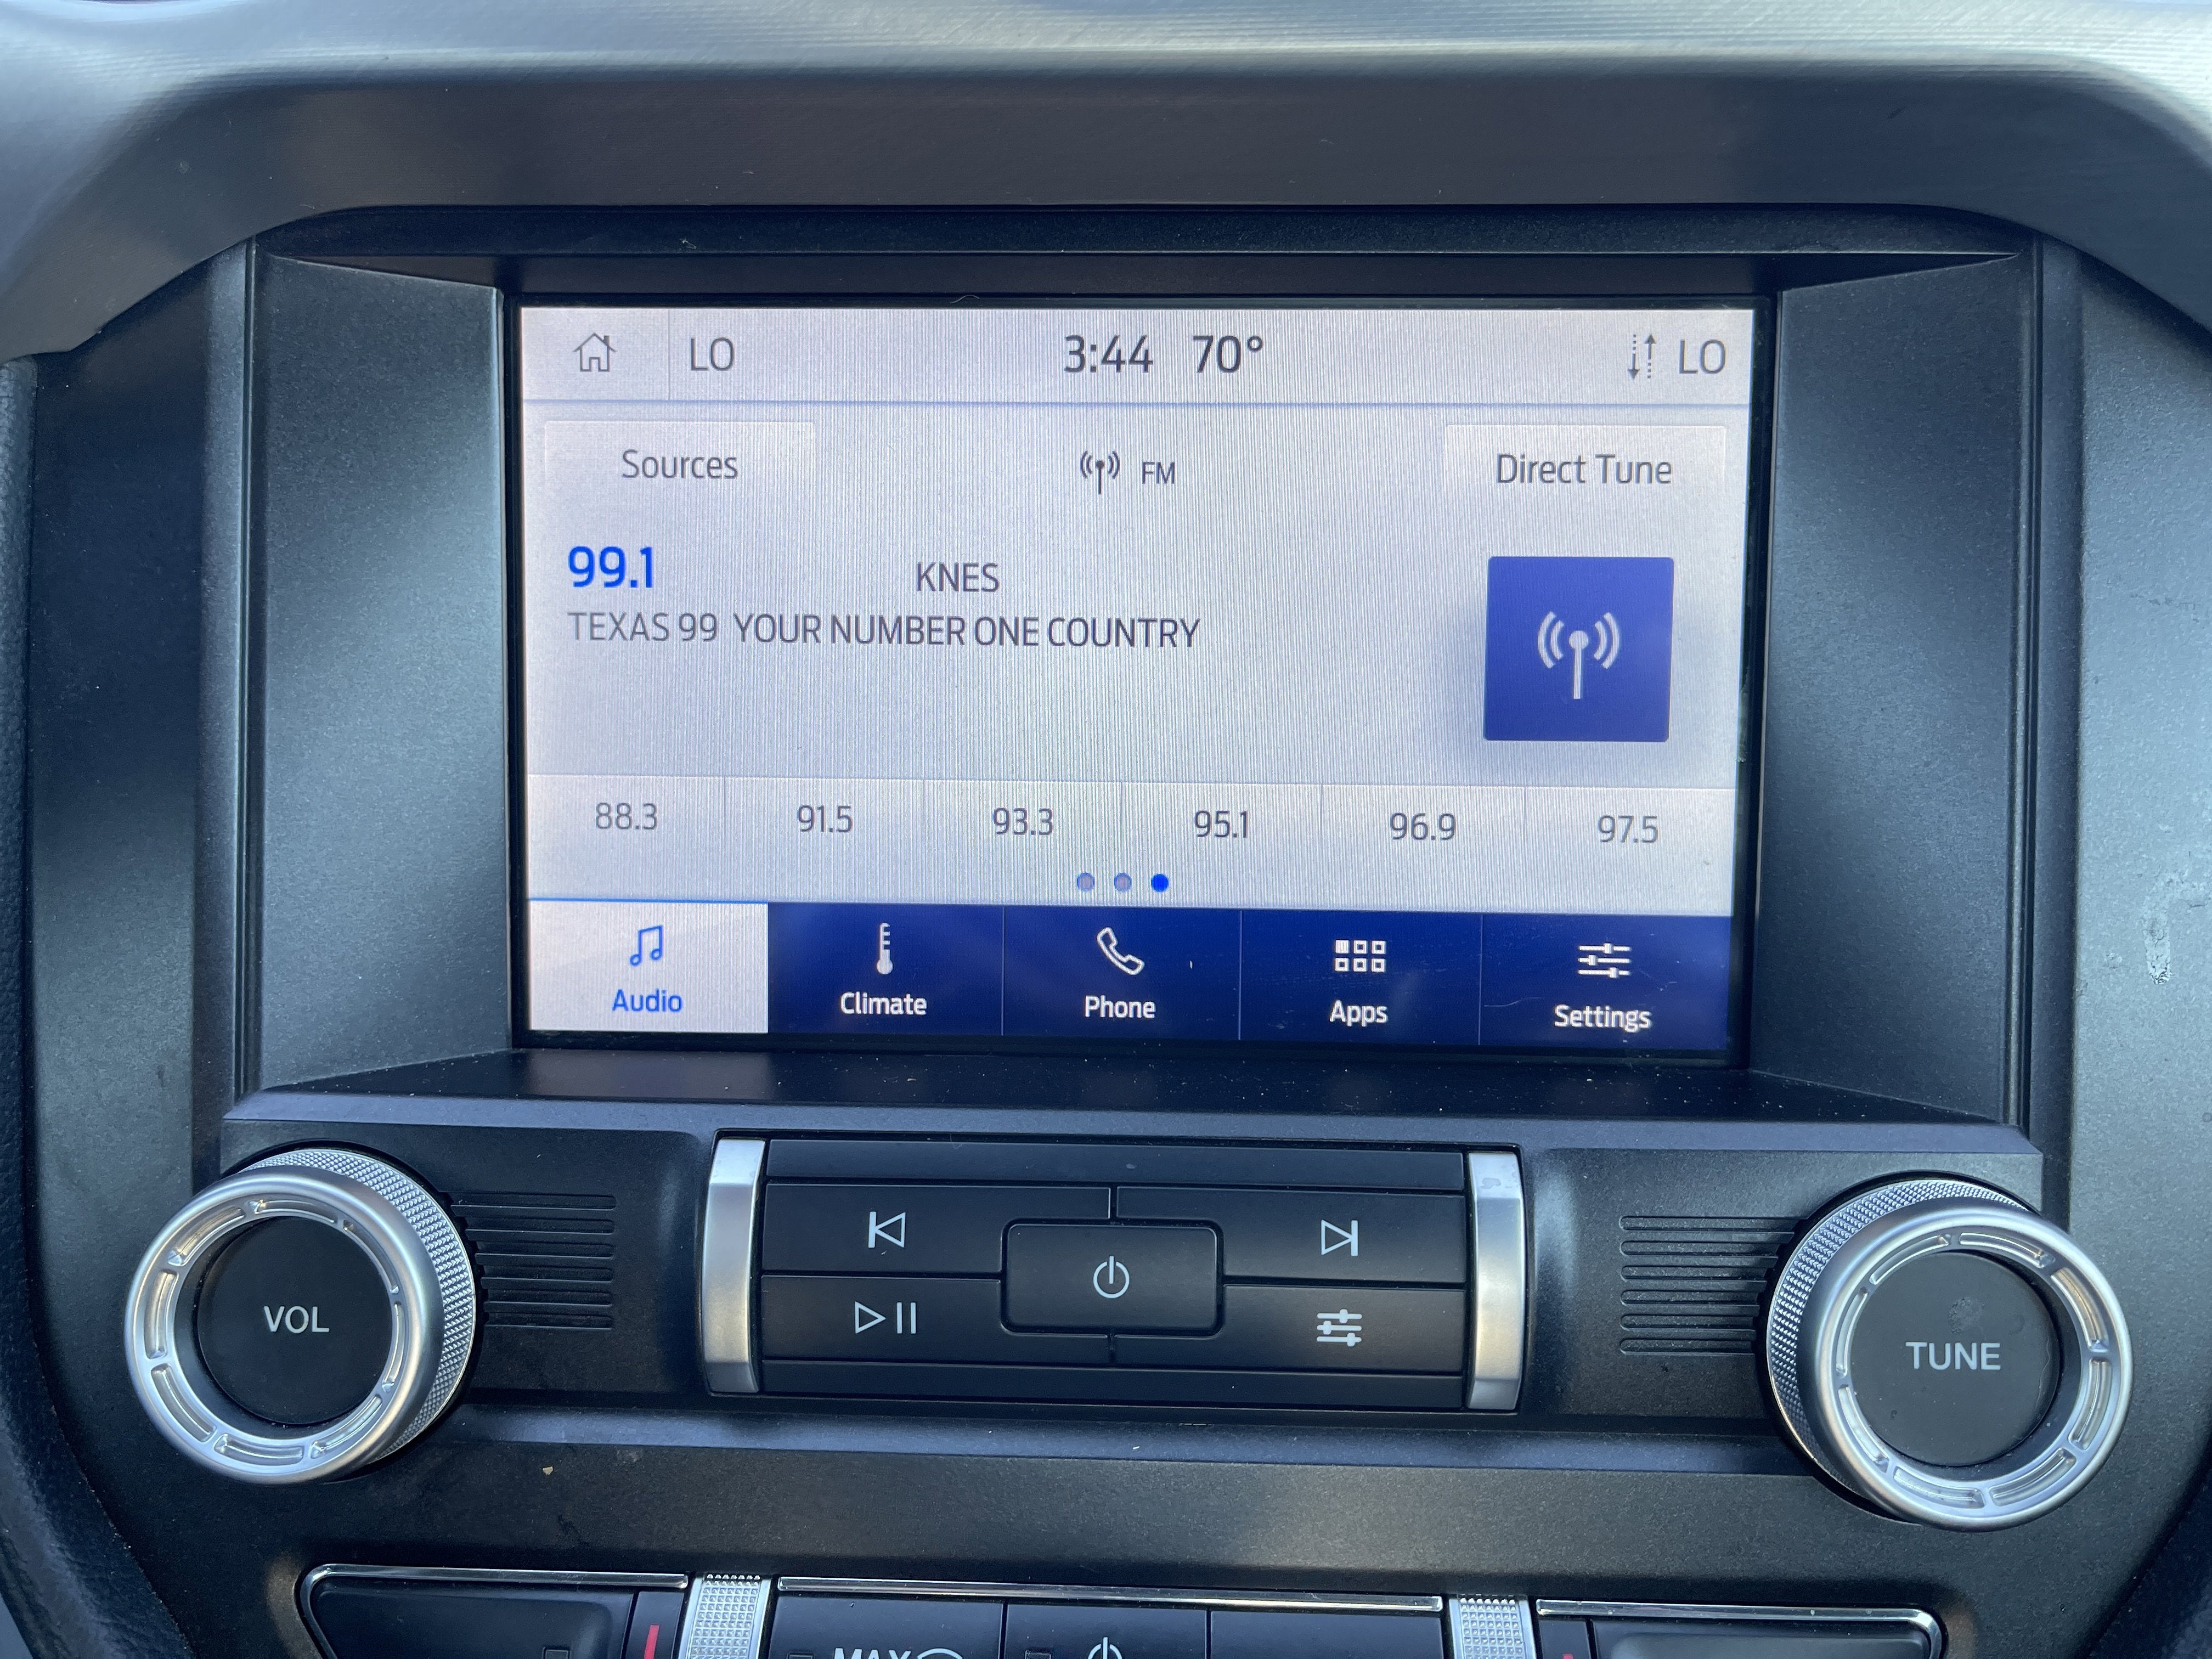 LO 3:44 70° LO
Sources FM Direct Tune
99.1 KNES
TEXAS 99 YOUR NUMBER ONE COUNTRY
88.3 91.5 93.3 95.1 96.9 97.5
Audio Climate Phone Apps Settings
VOL TUNE
MAX